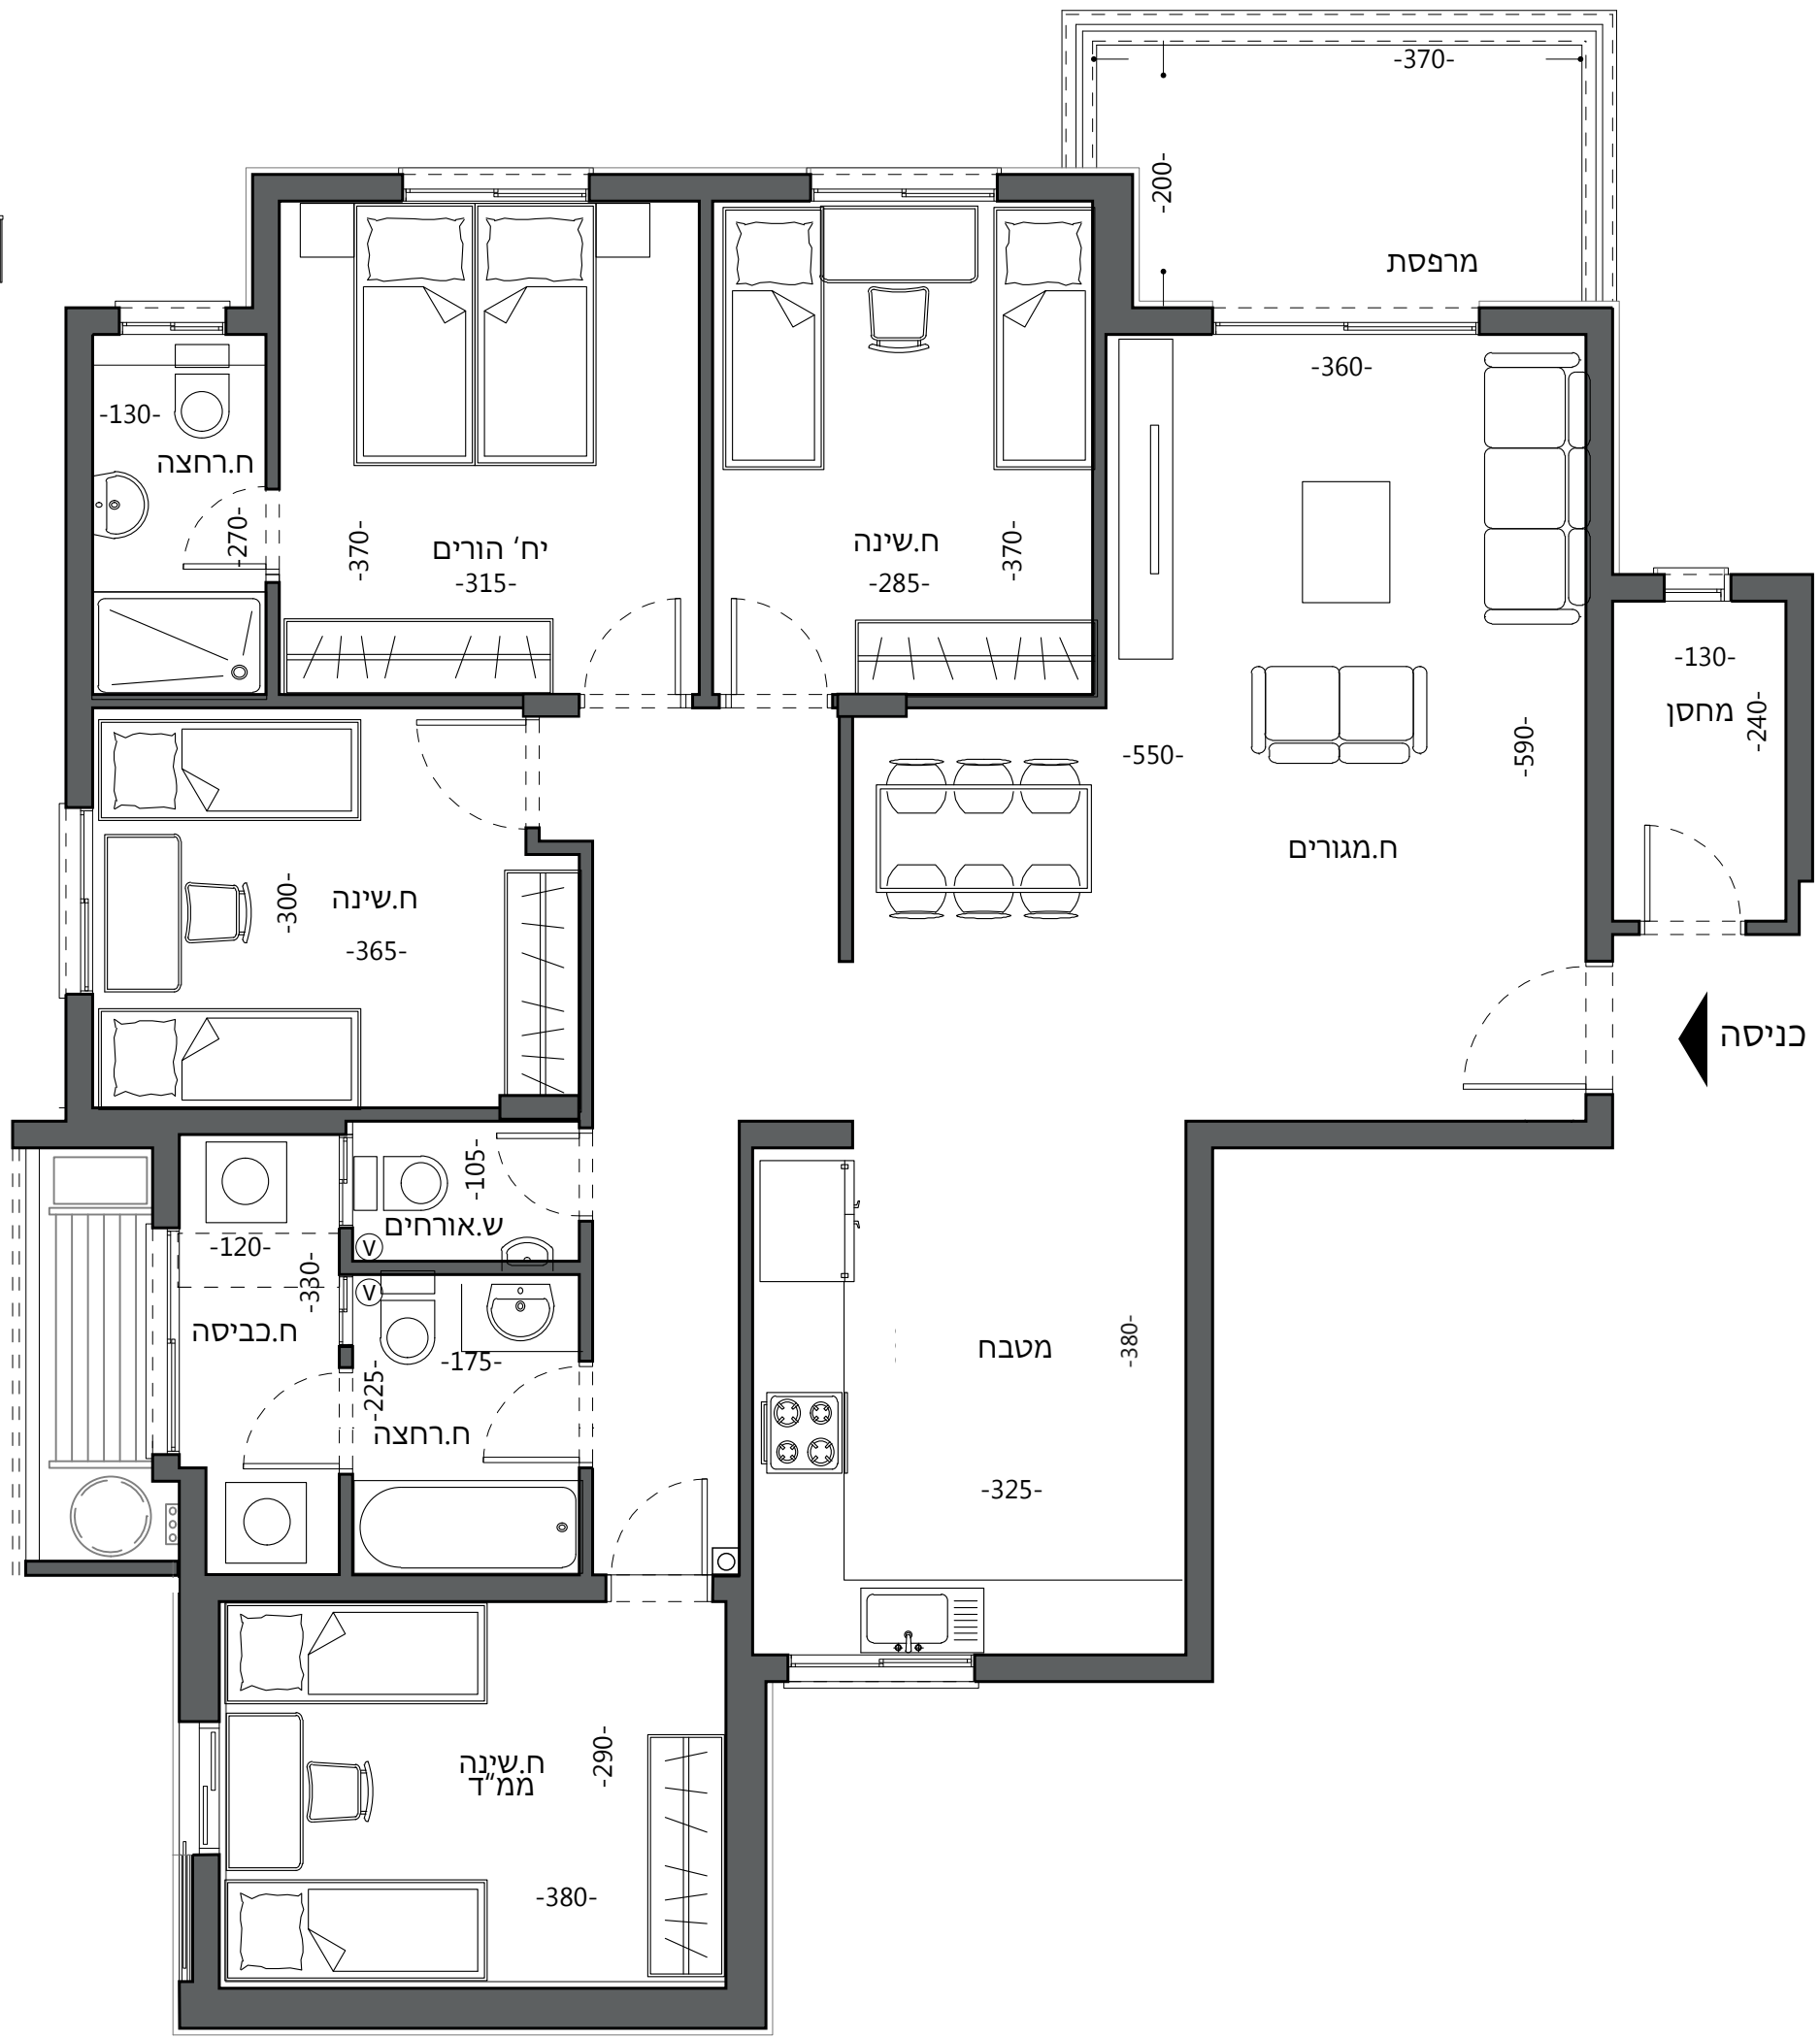 -370-
-200-
מרפסת
-360-
-130-
ח.רחצה
-270-
-370-
יח' הורים
-315-
ח.שינה
-285-
-370-
-130-
מחסן
-240-
-550-
-590-
ח.מגורים
ח.שינה
-300-
-365-
כניסה
-105-
ש.אורחים
V
-120-
-330-
V
ח.כביסה
-175-
-225-
ח.רחצה
מטבח
-380-
-325-
ח.שינה
ממ"ד
-290-
-380-